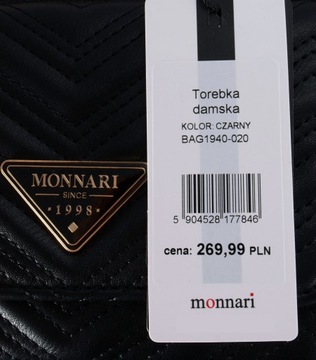 MONNARI
SINCE
1998
Torebka
damska
KOLOR: CZARNY
BAG1940-020
5 904528 177846
cena: 269,99 PLN
monnari